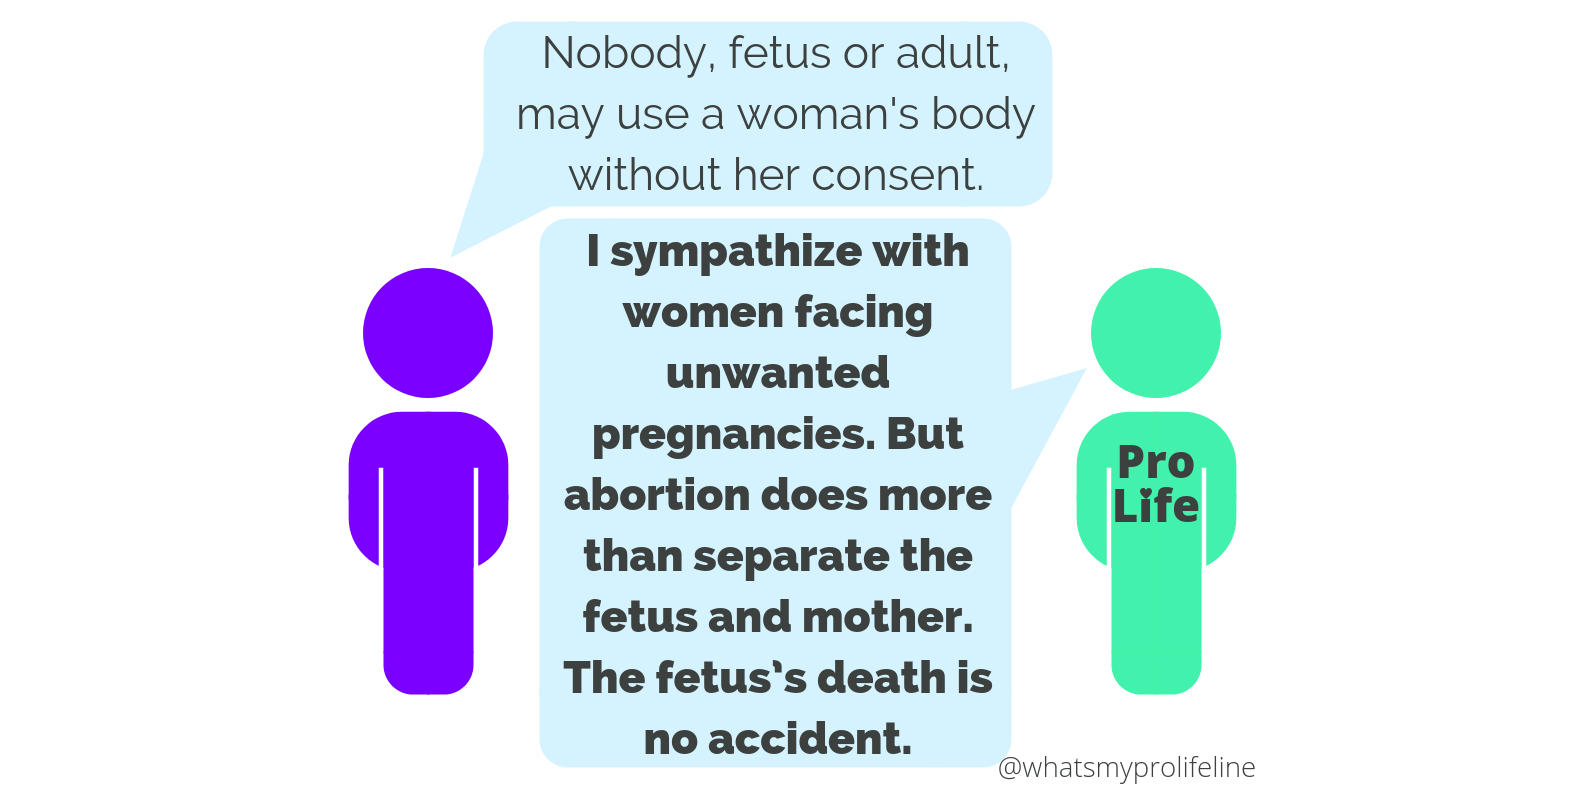 Nobody, fetus or adult,
may use a woman's body
without her consent.
I sympathize with
women facing
unwanted
pregnancies. But
abortion does more
than separate the
fetus and mother.
The fetus’s death is
no accident.
Pro
Life
@whatsmyprolifeline